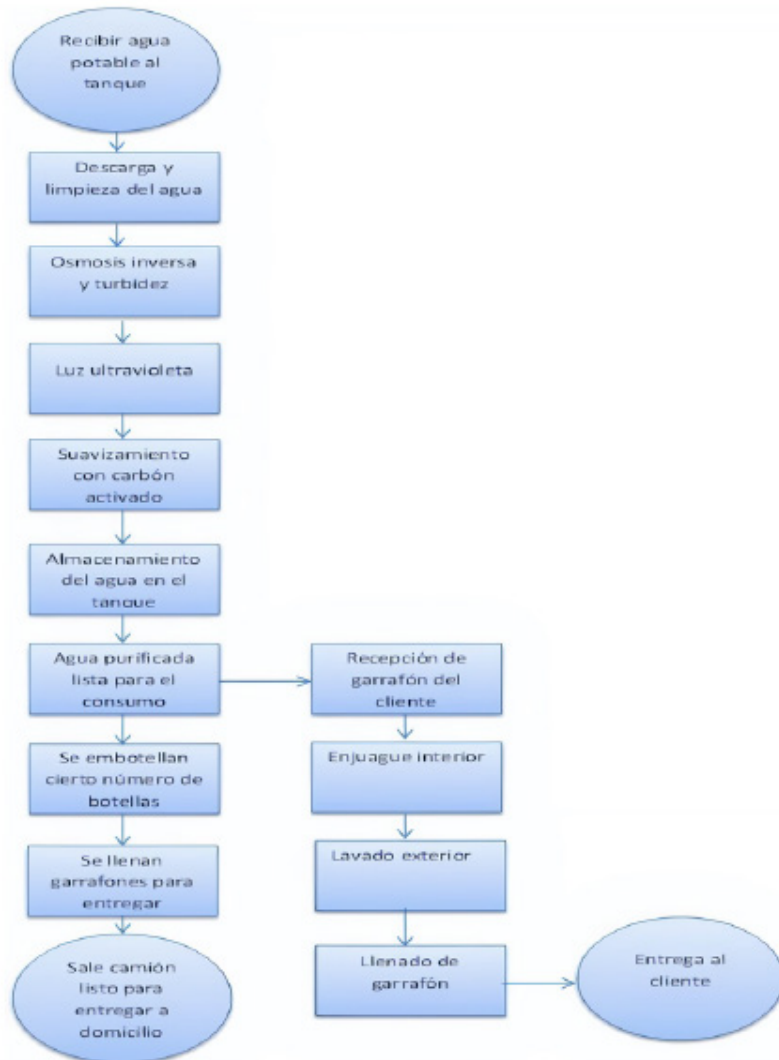 Recibir agua
potable al
tanque
Descarga y
limpieza del agua
Osmosis inversa
y turbidez
Luz ultravioleta
Suavizamiento
con carbón
activado
Almacenamiento
del agua en el
tanque
Agua purificada
lista para el
consumo
Se embotellan
cierto número de
botellas
Se llenan
garrafones para
entregar
Sale camión
listo para
entregar a
domicilio
Recepción de
garrafón del
cliente
Enjuague interior
Lavado exterior
Llenado de
garrafón
Entrega al
cliente